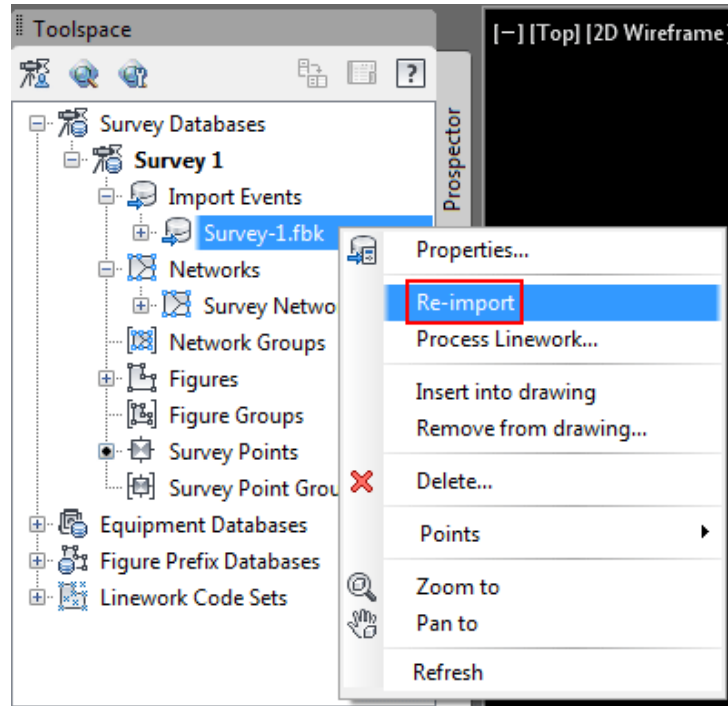 Toolspace
[−] [Top] [2D Wireframe]
?
Prospector
Survey Databases
Survey 1
Import Events
Survey-1.fbk
Networks
Survey Netwo
Network Groups
Figures
Figure Groups
Survey Points
Survey Point Grou
Equipment Databases
Figure Prefix Databases
Linework Code Sets
Properties...
Re-import
Process Linework...
Insert into drawing
Remove from drawing...
Delete...
Points
Zoom to
Pan to
Refresh